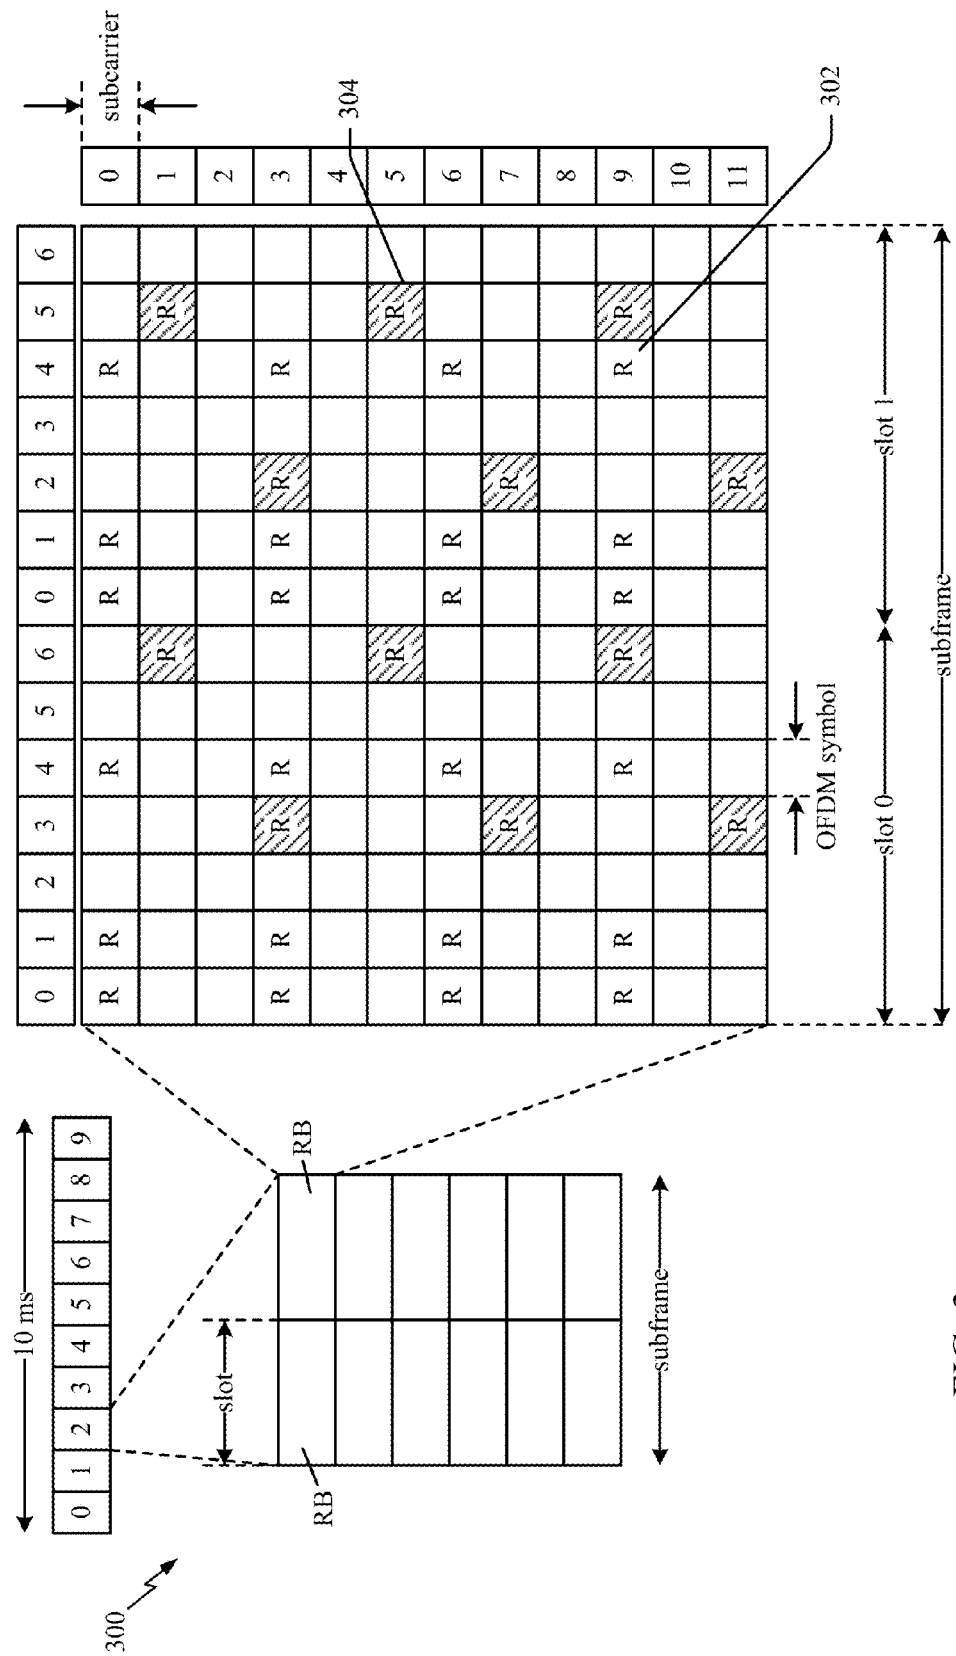 10 ms
0 1 2 3 4 5 6 0 1 2 3 4 5 6
0 1 2 3 4 5 6 7 8 9
300
R R R R R R 0
subcarrier
R R 1
2
slot
R R R R R R R R 3
RB
RB
4
304
R R 5
R R R R R R 6
R R 7
8
R R R R R R R R 9
subframe
10
R R 11
OFDM symbol
302
slot 0
slot 1
subframe
FIG.